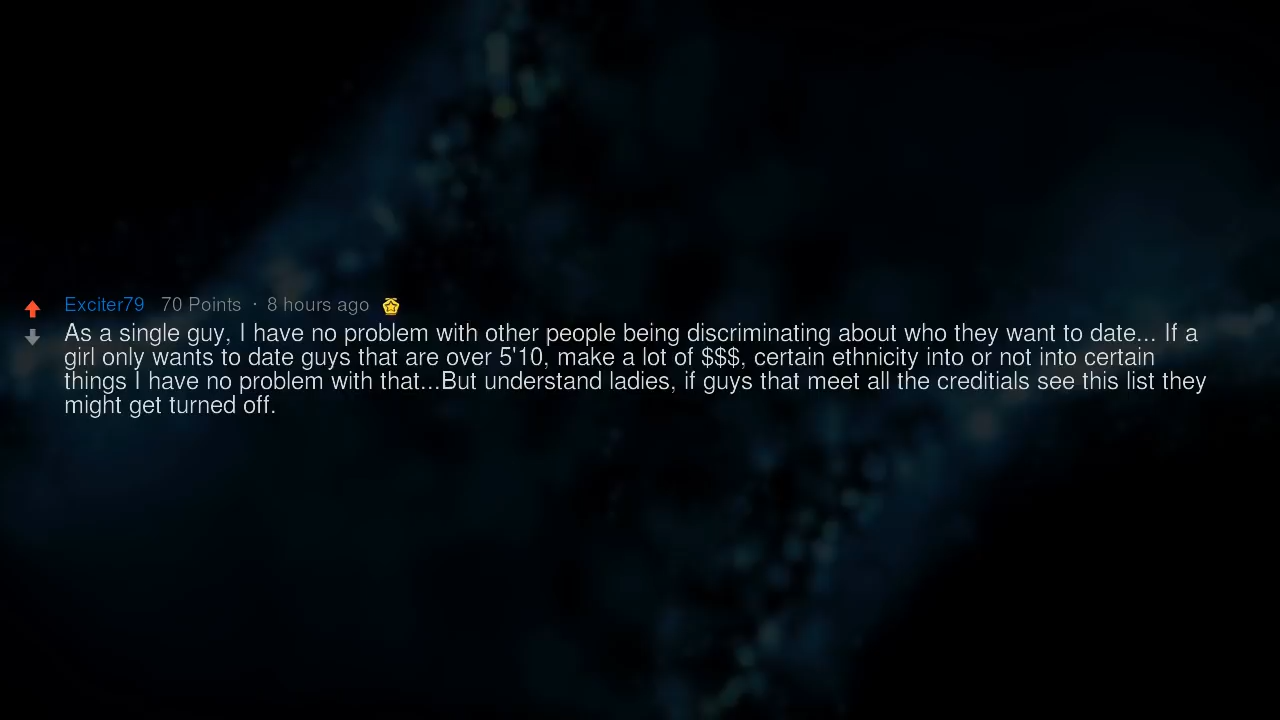 Exciter79 70 Points · 8 hours ago
As a single guy, I have no problem with other people being discriminating about who they want to date... If a
girl only wants to date guys that are over 5'10, make a lot of $$$, certain ethnicity into or not into certain
things I have no problem with that...But understand ladies, if guys that meet all the creditials see this list they
might get turned off.